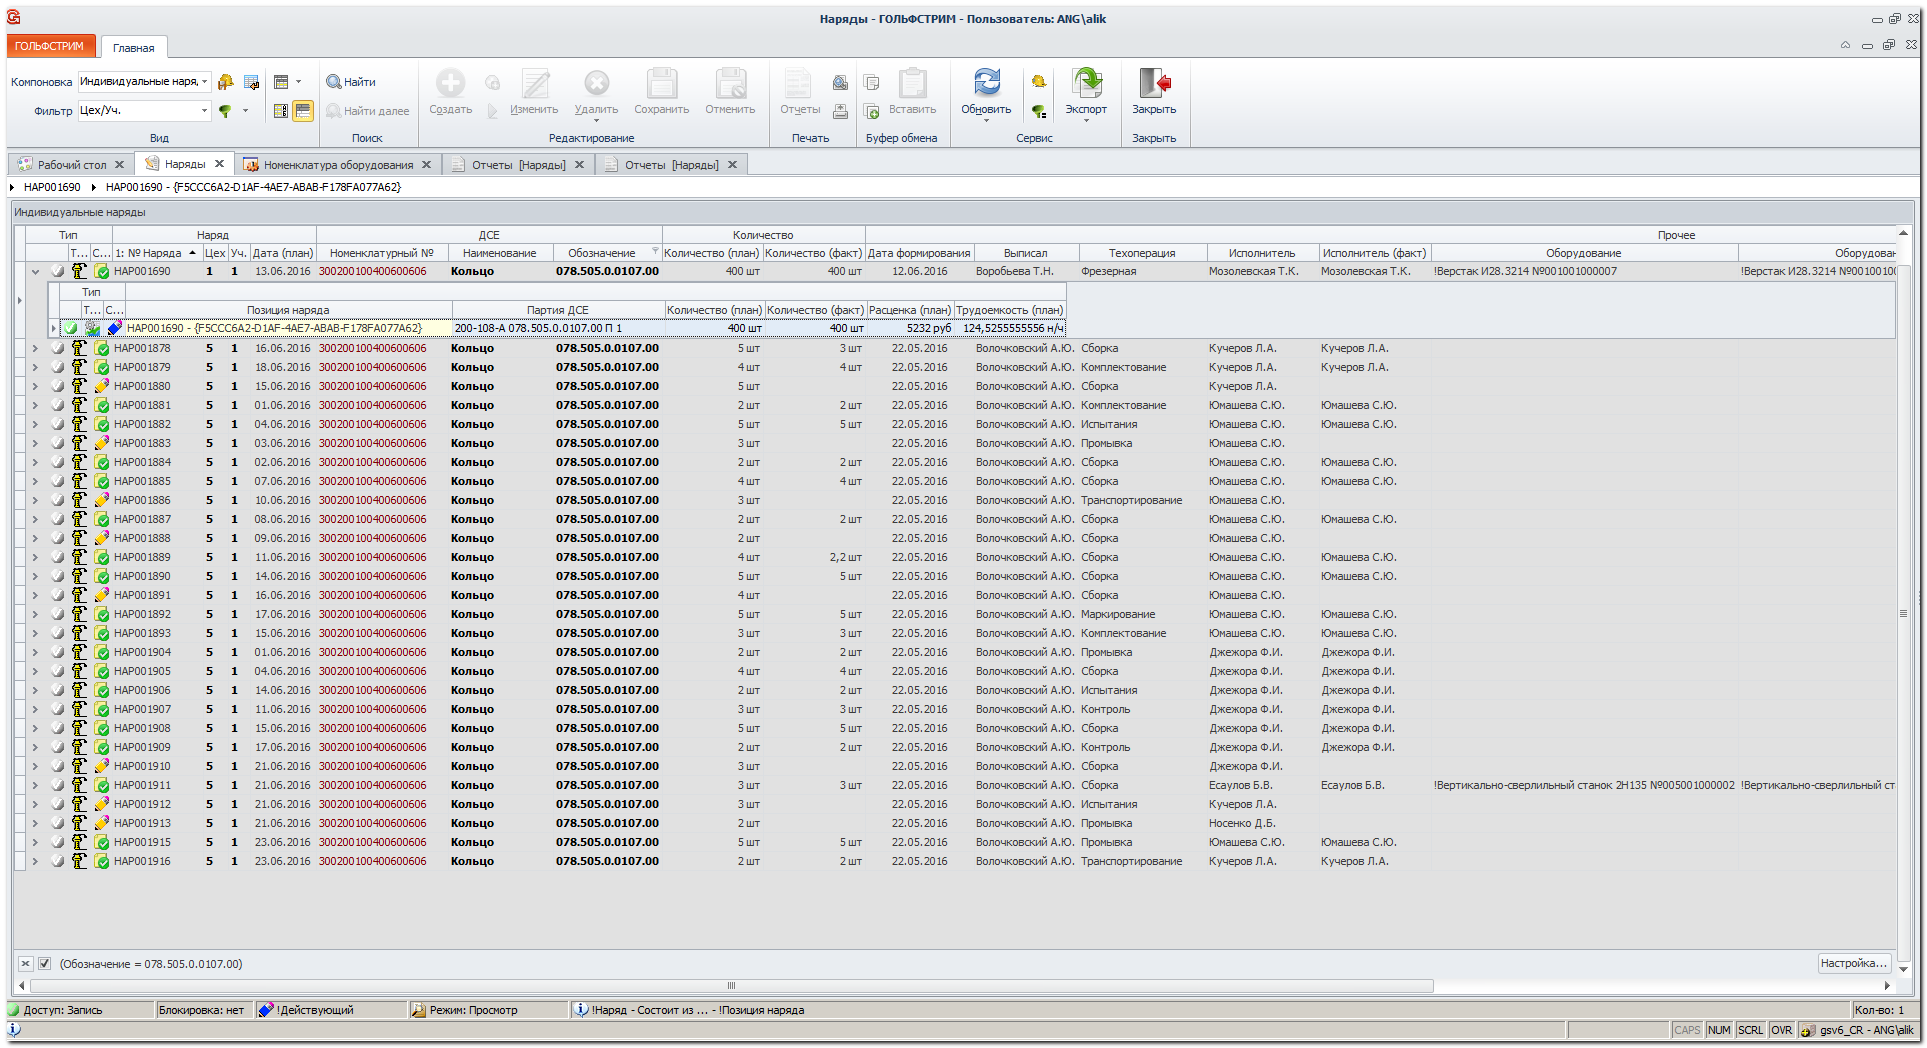 Наряды - ГОЛЬФСТРИМ - Пользователь: ANG\alik
ГОЛЬФСТРИМ Главная
Компоновка Индивидуальные наря, Найти
Создать Изменить Удалить Сохранить Отменить Отчеты Вставить Обновить Экспорт Закрыть
Фильтр Цех/Уч. Найти далее
Вид Поиск Редактирование Печать Буфер обмена Сервис Закрыть
Рабочий стол Наряды Номенклатура оборудования Отчеты [Наряды] Отчеты [Наряды]
НАР001690 НАР001690 - {F5CCC6A2-D1AF-4AE7-ABAB-F178FA077A62}
Индивидуальные наряды
Тип Наряд ДСЕ Количество Прочее
Т... С... 1: № Наряда Цех Уч. Дата (план) Номенклатурный № Наименование Обозначение Количество (план) Количество (факт) Дата формирования Выписал Техоперация Исполнитель Исполнитель (факт) Оборудование Оборудован
НАР001690 1 1 13.06.2016 300200100400600606 Кольцо 078.505.0.0107.00 400 шт 400 шт 12.06.2016 Воробьева Т.Н. Фрезерная Мозолевская Т.К. Мозолевская Т.К. !Верстак И28.3214 №001001000007 !Верстак И28.3214 №0010010
Тип
Т... С... Позиция наряда Партия ДСЕ Количество (план) Количество (факт) Расценка (план) Трудоемкость (план)
НАР001690 - {F5CCC6A2-D1AF-4AE7-ABAB-F178FA077A62} 200-108-А 078.505.0.0107.00 П 1 400 шт 400 шт 5232 руб 124,5255555556 н/ч
НАР001878 5 1 16.06.2016 300200100400600606 Кольцо 078.505.0.0107.00 5 шт 3 шт 22.05.2016 Волочковский А.Ю. Сборка Кучеров Л.А. Кучеров Л.А.
НАР001879 5 1 18.06.2016 300200100400600606 Кольцо 078.505.0.0107.00 4 шт 4 шт 22.05.2016 Волочковский А.Ю. Комплектование Кучеров Л.А. Кучеров Л.А.
НАР001880 5 1 15.06.2016 300200100400600606 Кольцо 078.505.0.0107.00 5 шт 22.05.2016 Волочковский А.Ю. Сборка Кучеров Л.А.
НАР001881 5 1 01.06.2016 300200100400600606 Кольцо 078.505.0.0107.00 2 шт 2 шт 22.05.2016 Волочковский А.Ю. Комплектование Юмашева С.Ю. Юмашева С.Ю.
НАР001882 5 1 04.06.2016 300200100400600606 Кольцо 078.505.0.0107.00 5 шт 5 шт 22.05.2016 Волочковский А.Ю. Испытания Юмашева С.Ю. Юмашева С.Ю.
НАР001883 5 1 03.06.2016 300200100400600606 Кольцо 078.505.0.0107.00 3 шт 22.05.2016 Волочковский А.Ю. Промывка Юмашева С.Ю.
НАР001884 5 1 02.06.2016 300200100400600606 Кольцо 078.505.0.0107.00 2 шт 2 шт 22.05.2016 Волочковский А.Ю. Сборка Юмашева С.Ю. Юмашева С.Ю.
НАР001885 5 1 07.06.2016 300200100400600606 Кольцо 078.505.0.0107.00 4 шт 4 шт 22.05.2016 Волочковский А.Ю. Сборка Юмашева С.Ю. Юмашева С.Ю.
НАР001886 5 1 10.06.2016 300200100400600606 Кольцо 078.505.0.0107.00 3 шт 22.05.2016 Волочковский А.Ю. Транспортирование Юмашева С.Ю.
НАР001887 5 1 08.06.2016 300200100400600606 Кольцо 078.505.0.0107.00 2 шт 2 шт 22.05.2016 Волочковский А.Ю. Сборка Юмашева С.Ю. Юмашева С.Ю.
НАР001888 5 1 09.06.2016 300200100400600606 Кольцо 078.505.0.0107.00 2 шт 22.05.2016 Волочковский А.Ю. Сборка Юмашева С.Ю.
НАР001889 5 1 11.06.2016 300200100400600606 Кольцо 078.505.0.0107.00 4 шт 2,2 шт 22.05.2016 Волочковский А.Ю. Сборка Юмашева С.Ю. Юмашева С.Ю.
НАР001890 5 1 14.06.2016 300200100400600606 Кольцо 078.505.0.0107.00 5 шт 5 шт 22.05.2016 Волочковский А.Ю. Сборка Юмашева С.Ю. Юмашева С.Ю.
НАР001891 5 1 16.06.2016 300200100400600606 Кольцо 078.505.0.0107.00 4 шт 22.05.2016 Волочковский А.Ю. Сборка Юмашева С.Ю.
НАР001892 5 1 17.06.2016 300200100400600606 Кольцо 078.505.0.0107.00 5 шт 5 шт 22.05.2016 Волочковский А.Ю. Маркирование Юмашева С.Ю. Юмашева С.Ю.
НАР001893 5 1 15.06.2016 300200100400600606 Кольцо 078.505.0.0107.00 3 шт 3 шт 22.05.2016 Волочковский А.Ю. Комплектование Юмашева С.Ю. Юмашева С.Ю.
НАР001904 5 1 01.06.2016 300200100400600606 Кольцо 078.505.0.0107.00 2 шт 2 шт 22.05.2016 Волочковский А.Ю. Промывка Джежора Ф.И. Джежора Ф.И.
НАР001905 5 1 04.06.2016 300200100400600606 Кольцо 078.505.0.0107.00 4 шт 4 шт 22.05.2016 Волочковский А.Ю. Сборка Джежора Ф.И. Джежора Ф.И.
НАР001906 5 1 14.06.2016 300200100400600606 Кольцо 078.505.0.0107.00 2 шт 2 шт 22.05.2016 Волочковский А.Ю. Испытания Джежора Ф.И. Джежора Ф.И.
НАР001907 5 1 11.06.2016 300200100400600606 Кольцо 078.505.0.0107.00 3 шт 3 шт 22.05.2016 Волочковский А.Ю. Контроль Джежора Ф.И. Джежора Ф.И.
НАР001908 5 1 15.06.2016 300200100400600606 Кольцо 078.505.0.0107.00 5 шт 5 шт 22.05.2016 Волочковский А.Ю. Сборка Джежора Ф.И. Джежора Ф.И.
НАР001909 5 1 17.06.2016 300200100400600606 Кольцо 078.505.0.0107.00 2 шт 2 шт 22.05.2016 Волочковский А.Ю. Контроль Джежора Ф.И. Джежора Ф.И.
НАР001910 5 1 21.06.2016 300200100400600606 Кольцо 078.505.0.0107.00 3 шт 22.05.2016 Волочковский А.Ю. Сборка Джежора Ф.И.
НАР001911 5 1 21.06.2016 300200100400600606 Кольцо 078.505.0.0107.00 3 шт 3 шт 22.05.2016 Волочковский А.Ю. Сборка Есаулов Б.В. Есаулов Б.В. !Вертикально-сверлильный станок 2Н135 №005001000002 !Вертикально-сверлильный ст
НАР001912 5 1 21.06.2016 300200100400600606 Кольцо 078.505.0.0107.00 3 шт 22.05.2016 Волочковский А.Ю. Испытания Кучеров Л.А.
НАР001913 5 1 21.06.2016 300200100400600606 Кольцо 078.505.0.0107.00 2 шт 22.05.2016 Волочковский А.Ю. Промывка Носенко Д.Б.
НАР001915 5 1 23.06.2016 300200100400600606 Кольцо 078.505.0.0107.00 5 шт 5 шт 22.05.2016 Волочковский А.Ю. Промывка Юмашева С.Ю. Юмашева С.Ю.
НАР001916 5 1 23.06.2016 300200100400600606 Кольцо 078.505.0.0107.00 2 шт 2 шт 22.05.2016 Волочковский А.Ю. Транспортирование Кучеров Л.А. Кучеров Л.А.
(Обозначение = 078.505.0.0107.00) Настройка...
Доступ: Запись Блокировка: нет !Действующий Режим: Просмотр !Наряд - Состоит из ... - !Позиция наряда Кол-во: 1
CAPS NUM SCRL OVR gsv6_CR - ANG\alik